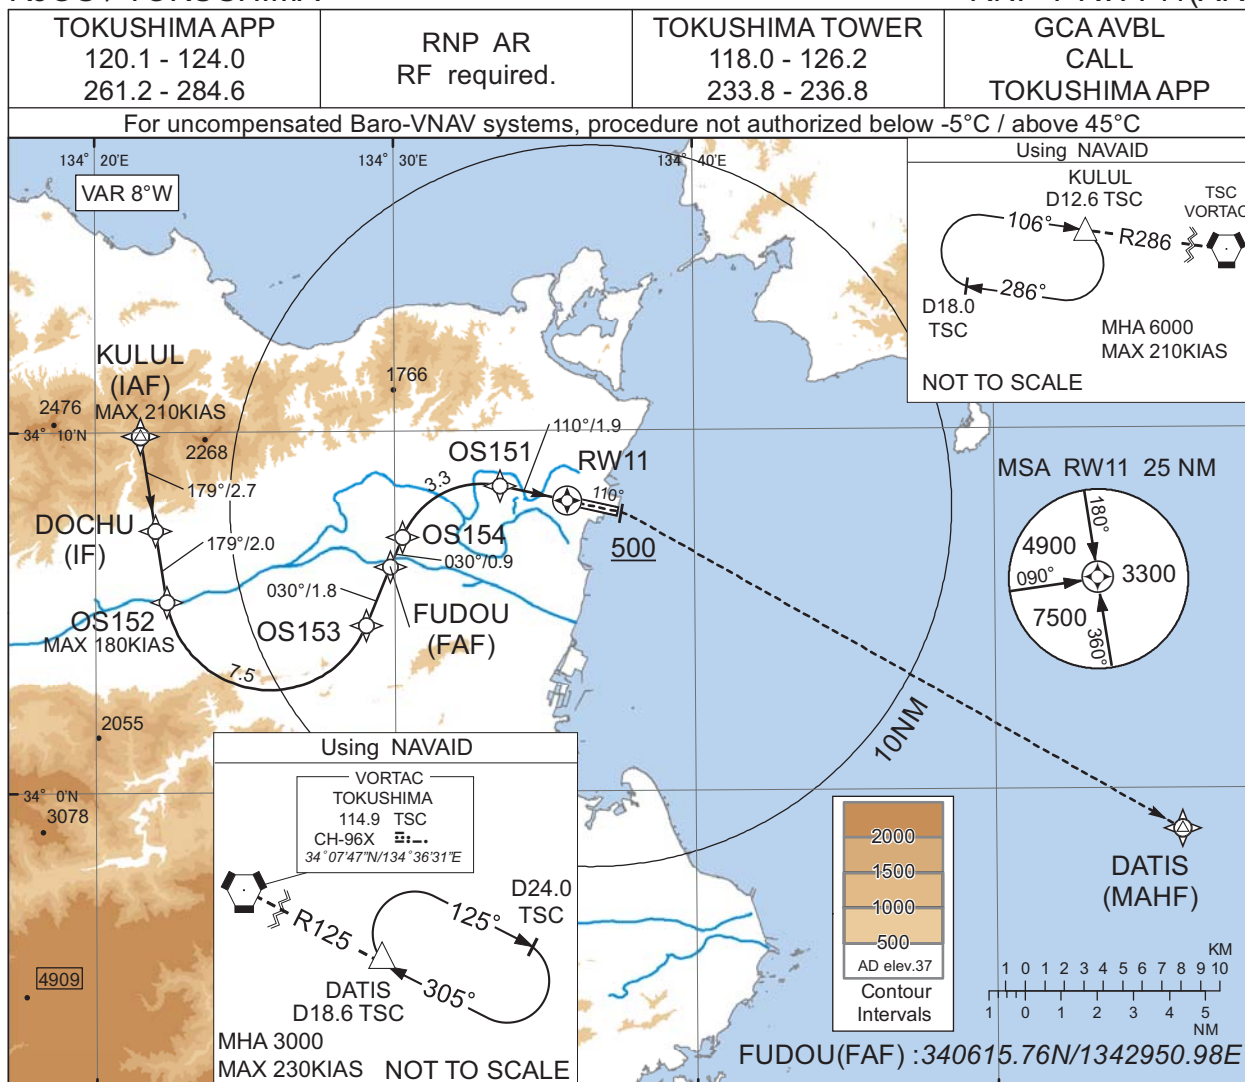 TOKUSHIMA APP
120.1 - 124.0
261.2 - 284.6
RNP AR
RF required.
TOKUSHIMA TOWER
118.0 - 126.2
233.8 - 236.8
GCA AVBL
CALL
TOKUSHIMA APP
For uncompensated Baro-VNAV systems, procedure not authorized below -5°C / above 45°C
134° 20'E
134° 30'E
134° 40'E
VAR 8°W
Using NAVAID
KULUL
D12.6 TSC
TSC
VORTAC
106°
R286
286°
D18.0
TSC
MHA 6000
MAX 210KIAS
NOT TO SCALE
KULUL
(IAF)
MAX 210KIAS
1766
2476
34° 10'N
2268
110°/1.9
OS151
RW11
3.3
110°
179°/2.7
DOCHU
(IF)
179°/2.0
OS154
030°/0.9
500
030°/1.8
OS152
MAX 180KIAS
OS153
FUDOU
(FAF)
7.5
MSA RW11 25 NM
180°
4900
090°
3300
7500
360°
2055
10NM
34° 0'N
3078
4909
Using NAVAID
VORTAC
TOKUSHIMA
114.9 TSC
CH-96X
34°07'47"N/134°36'31"E
R125
125°
D24.0
TSC
305°
DATIS
D18.6 TSC
MHA 3000
MAX 230KIAS
NOT TO SCALE
DATIS
(MAHF)
2000
1500
1000
500
AD elev.37
Contour
Intervals
KM
1 0 1 2 3 4 5 6 7 8 9 10
1 0 1 2 3 4 5
NM
FUDOU(FAF) :340615.76N/1342950.98E